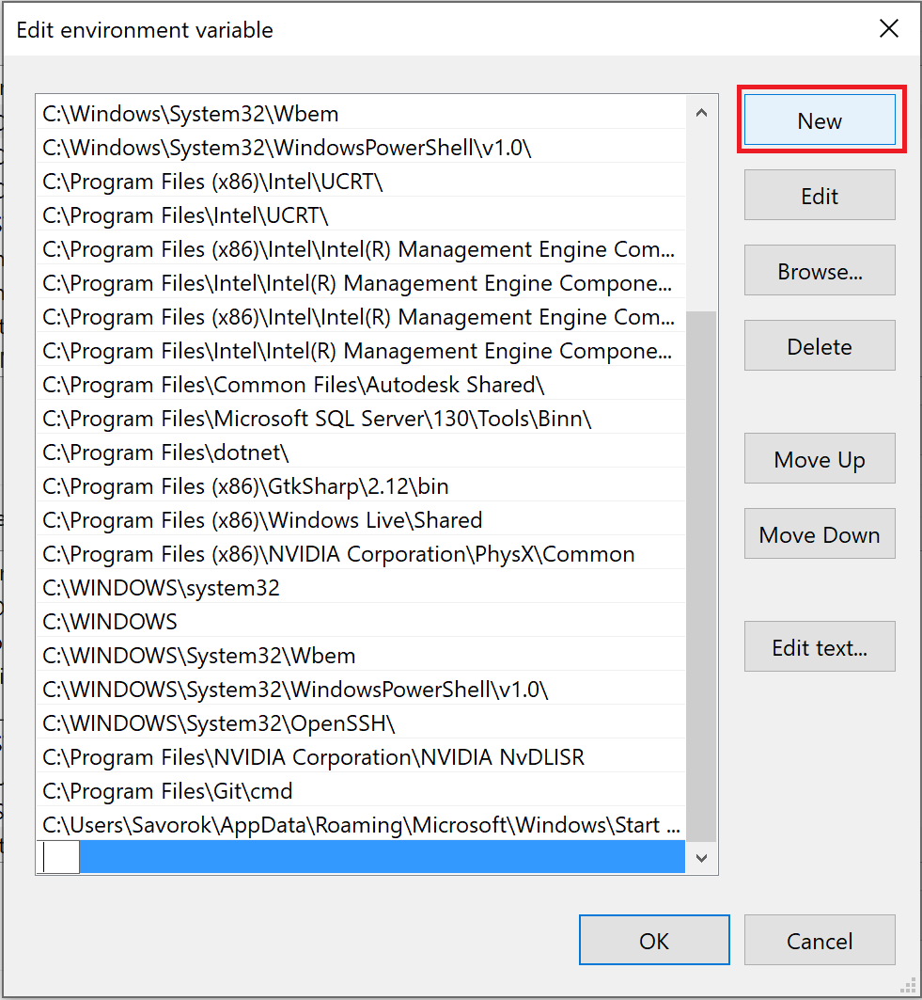 Edit environment variable
C:\Windows\System32\Wbem
C:\Windows\System32\WindowsPowerShell\v1.0\
C:\Program Files (x86)\Intel\UCRT\
C:\Program Files\Intel\UCRT\
C:\Program Files (x86)\Intel\Intel(R) Management Engine Com...
C:\Program Files\Intel\Intel(R) Management Engine Compone...
C:\Program Files (x86)\Intel\Intel(R) Management Engine Com...
C:\Program Files\Intel\Intel(R) Management Engine Compone...
C:\Program Files\Common Files\Autodesk Shared\
C:\Program Files\Microsoft SQL Server\130\Tools\Binn\
C:\Program Files\dotnet\
C:\Program Files (x86)\GtkSharp\2.12\bin
C:\Program Files (x86)\Windows Live\Shared
C:\Program Files (x86)\NVIDIA Corporation\PhysX\Common
C:\WINDOWS\system32
C:\WINDOWS
C:\WINDOWS\System32\Wbem
C:\WINDOWS\System32\WindowsPowerShell\v1.0\
C:\WINDOWS\System32\OpenSSH\
C:\Program Files\NVIDIA Corporation\NVIDIA NvDLISR
C:\Program Files\Git\cmd
C:\Users\Savorok\AppData\Roaming\Microsoft\Windows\Start ...
New
Edit
Browse...
Delete
Move Up
Move Down
Edit text...
OK
Cancel